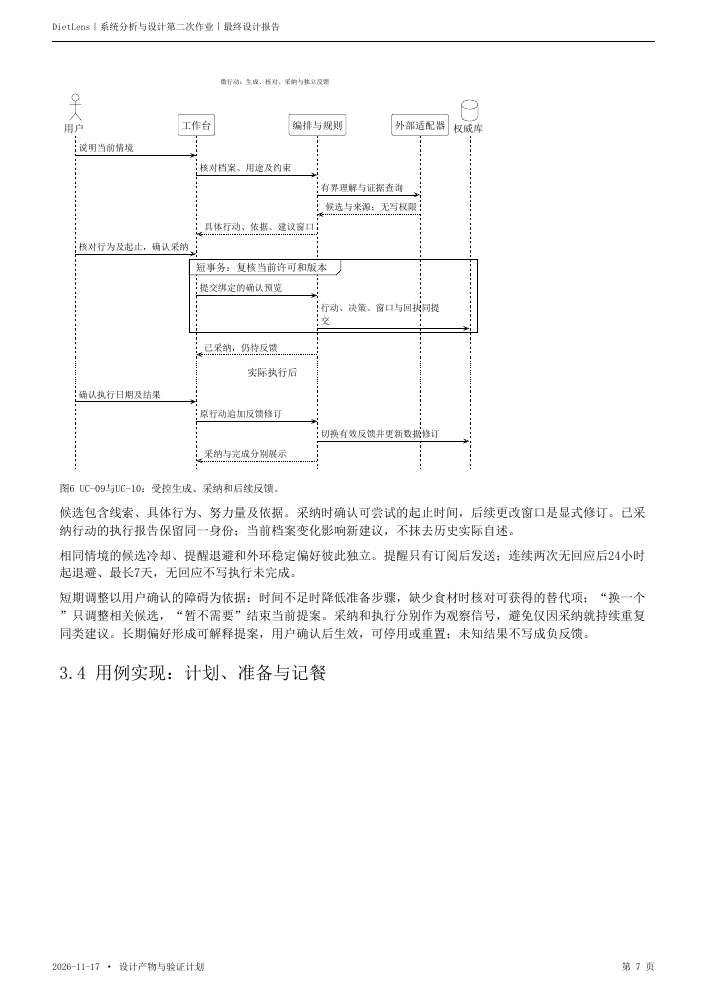 DietLens | 系统分析与设计第二次作业 | 最终设计报告
微行动：生成、核对、采纳与独立反馈
用户
工作台
编排与规则
外部适配器
权威库
说明当前情境
核对档案、用途及约束
有界理解与证据查询
候选与来源；无写权限
具体行动、依据、建议窗口
核对行为及起止，确认采纳
短事务：复核当前许可和版本
提交绑定的确认预览
行动、决策、窗口与回执同提
交
已采纳，仍待反馈
实际执行后
确认执行日期及结果
原行动追加反馈修订
切换有效反馈并更新数据修订
采纳与完成分别展示
图6 UC-09与UC-10：受控生成、采纳和后续反馈。
候选包含线索、具体行为、努力量及依据。采纳时确认可尝试的起止时间，后续更改窗口是显式修订。已采
纳行动的执行报告保留同一身份；当前档案变化影响新建议，不抹去历史实际自述。
相同情境的候选冷却、提醒退避和外环稳定偏好彼此独立。提醒只有订阅后发送；连续两次无回应后24小时
起退避、最长7天，无回应不写执行未完成。
短期调整以用户确认的障碍为依据：时间不足时降低准备步骤，缺少食材时核对可获得的替代项；“换一个
”只调整相关候选，“暂不需要”结束当前提案。采纳和执行分别作为观察信号，避免仅因采纳就持续重复
同类建议。长期偏好形成可解释提案，用户确认后生效，可停用或重置；未知结果不写成负反馈。
3.4 用例实现：计划、准备与记餐
2026-11-17 • 设计产物与验证计划
第 7 页